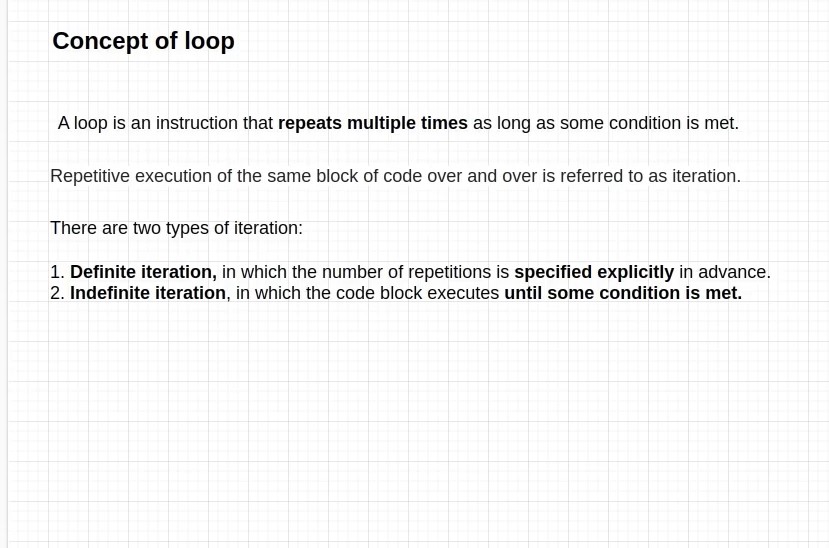 Concept of loop
A loop is an instruction that repeats multiple times as long as some condition is met.
Repetitive execution of the same block of code over and over is referred to as iteration.
There are two types of iteration:
1. Definite iteration, in which the number of repetitions is specified explicitly in advance.
2. Indefinite iteration, in which the code block executes until some condition is met.